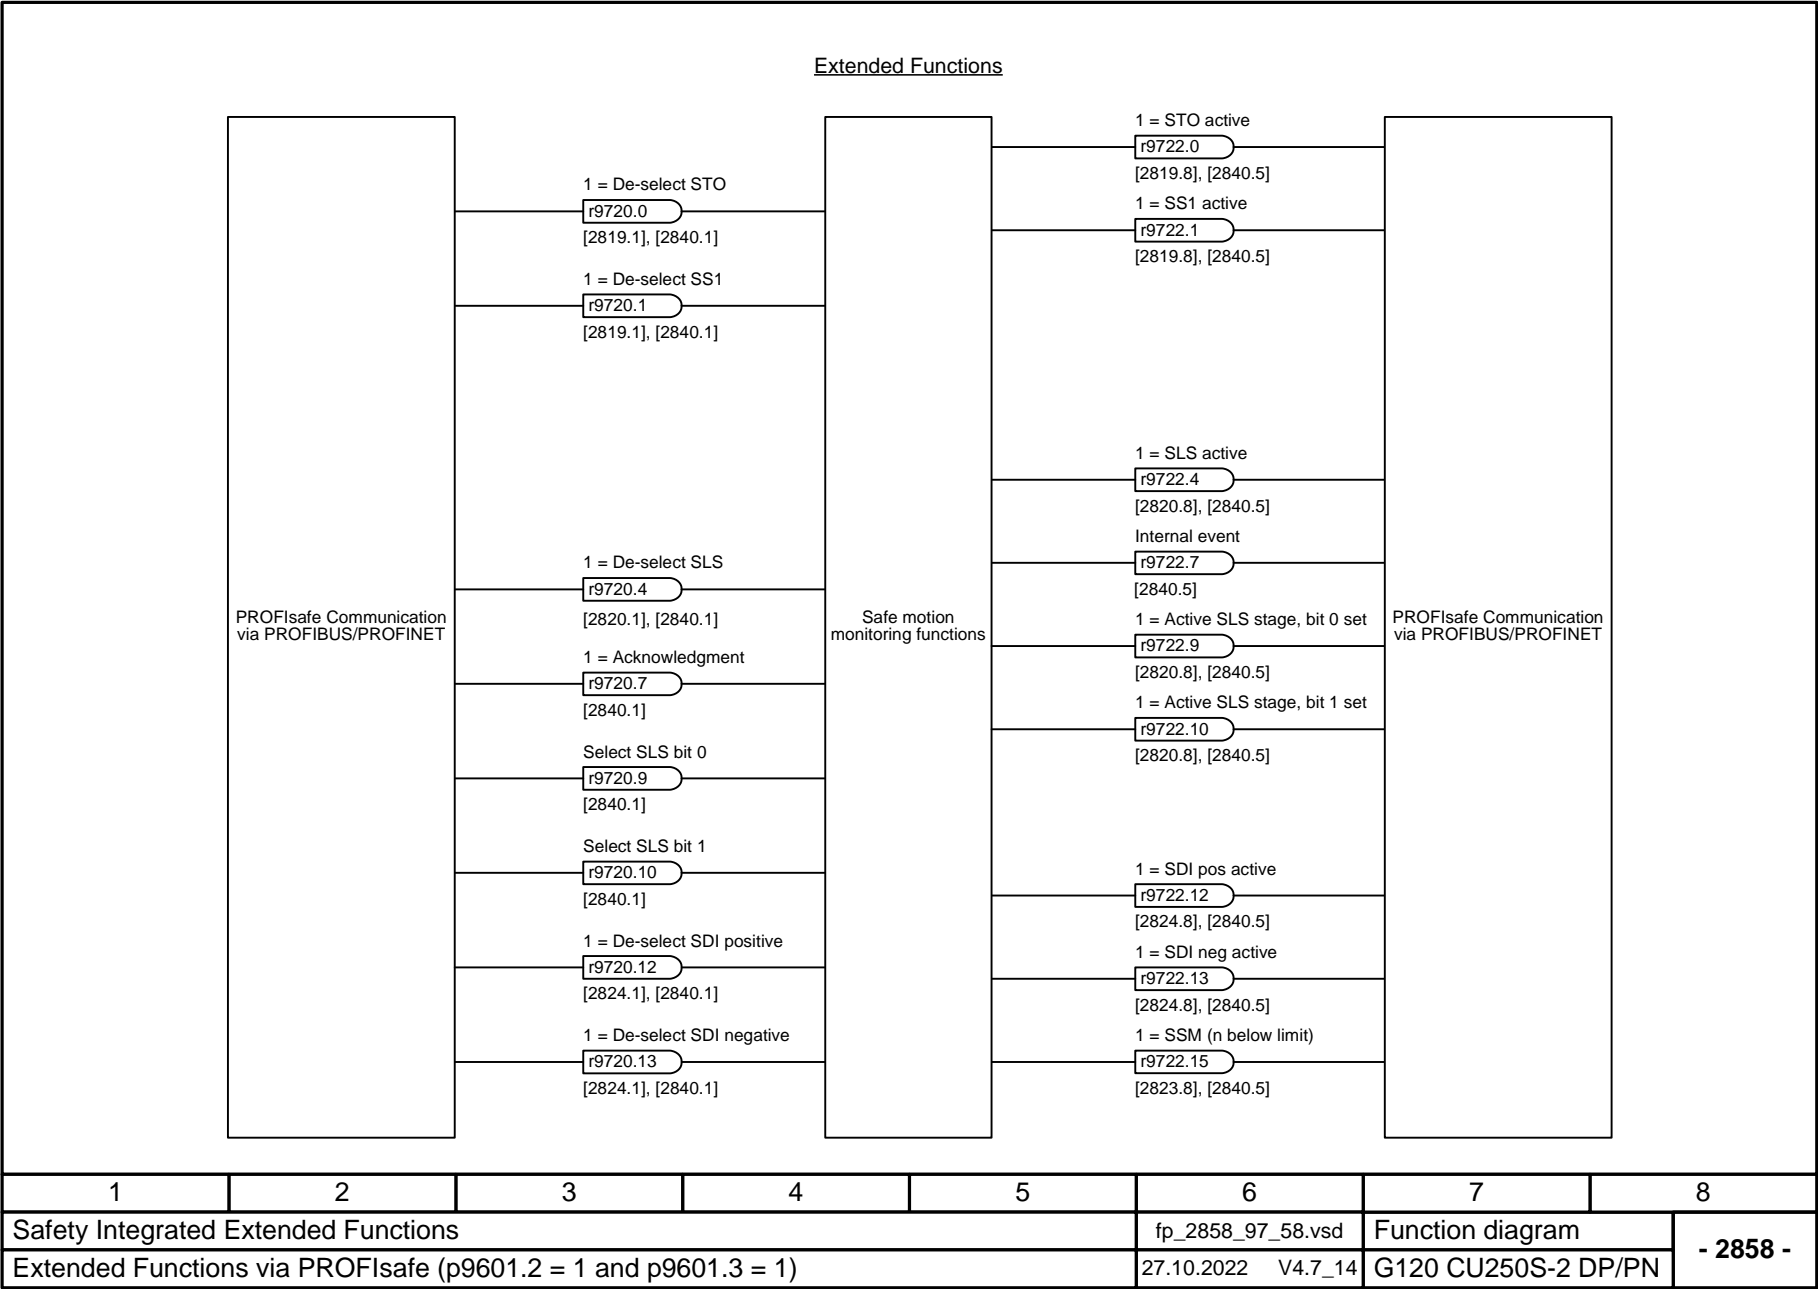 Extended Functions
PROFIsafe Communication
via PROFIBUS/PROFINET
1 = De-select STO
r9720.0
[2819.1], [2840.1]
1 = De-select SS1
r9720.1
[2819.1], [2840.1]
1 = De-select SLS
r9720.4
[2820.1], [2840.1]
1 = Acknowledgment
r9720.7
[2840.1]
Select SLS bit 0
r9720.9
[2840.1]
Select SLS bit 1
r9720.10
[2840.1]
1 = De-select SDI positive
r9720.12
[2824.1], [2840.1]
1 = De-select SDI negative
r9720.13
[2824.1], [2840.1]
Safe motion
monitoring functions
1 = STO active
r9722.0
[2819.8], [2840.5]
1 = SS1 active
r9722.1
[2819.8], [2840.5]
1 = SLS active
r9722.4
[2820.8], [2840.5]
Internal event
r9722.7
[2840.5]
1 = Active SLS stage, bit 0 set
r9722.9
[2820.8], [2840.5]
1 = Active SLS stage, bit 1 set
r9722.10
[2820.8], [2840.5]
1 = SDI pos active
r9722.12
[2824.8], [2840.5]
1 = SDI neg active
r9722.13
[2824.8], [2840.5]
1 = SSM (n below limit)
r9722.15
[2823.8], [2840.5]
PROFIsafe Communication
via PROFIBUS/PROFINET
1 2 3 4 5 6 7 8
Safety Integrated Extended Functions fp_2858_97_58.vsd Function diagram
- 2858 -
Extended Functions via PROFIsafe (p9601.2 = 1 and p9601.3 = 1) 27.10.2022 V4.7_14 G120 CU250S-2 DP/PN